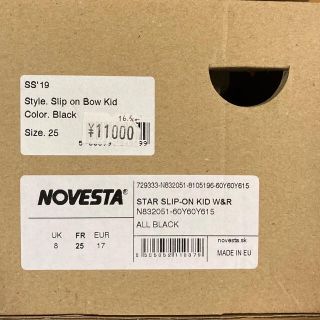 SS'19
Style. Slip on Bow Kid
Color. Black
Size. 25
¥11000
729333-N832051-8105196-60Y60Y615
NOVESTA
STAR SLIP-ON KID W&R
N832051-60Y60Y615
ALL BLACK
UK FR EUR
8 25 17
novesta.sk
MADE IN EU